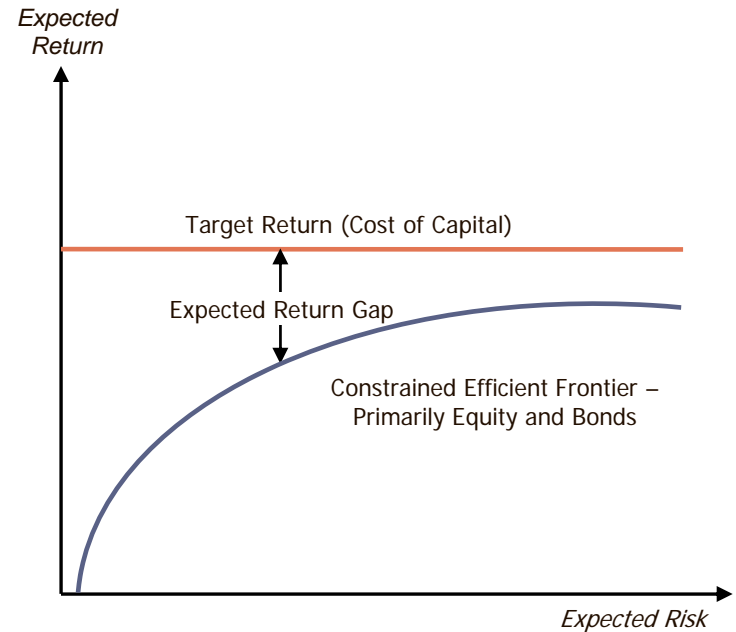 Expected
Return
Target Return (Cost of Capital)
Expected Return Gap
Constrained Efficient Frontier –
Primarily Equity and Bonds
Expected Risk